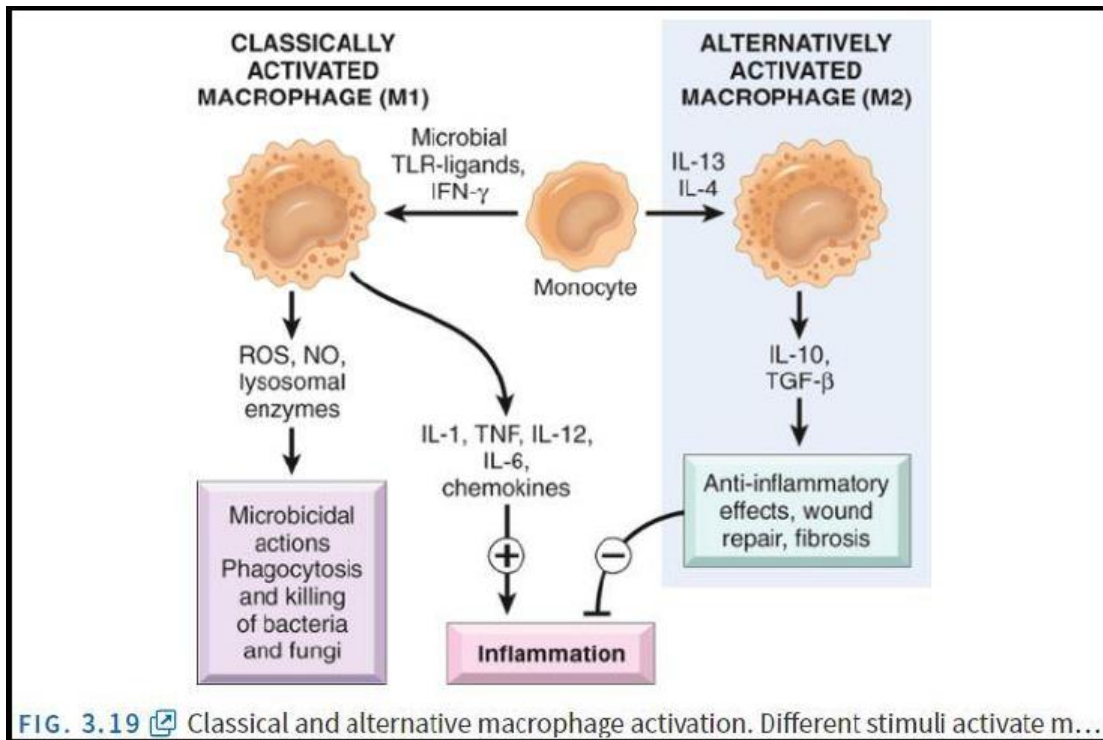 CLASSICALLY
ACTIVATED
MACROPHAGE (M1)
ALTERNATIVELY
ACTIVATED
MACROPHAGE (M2)
Microbial
TLR-ligands,
IFN-γ
IL-13
IL-4
Monocyte
ROS, NO,
lysosomal
enzymes
IL-1, TNF, IL-12,
IL-6,
chemokines
IL-10,
TGF-β
Microbicidal
actions
Phagocytosis
and killing
of bacteria
and fungi
Anti-inflammatory
effects, wound
repair, fibrosis
+
−
Inflammation
FIG. 3.19 Classical and alternative macrophage activation. Different stimuli activate m...